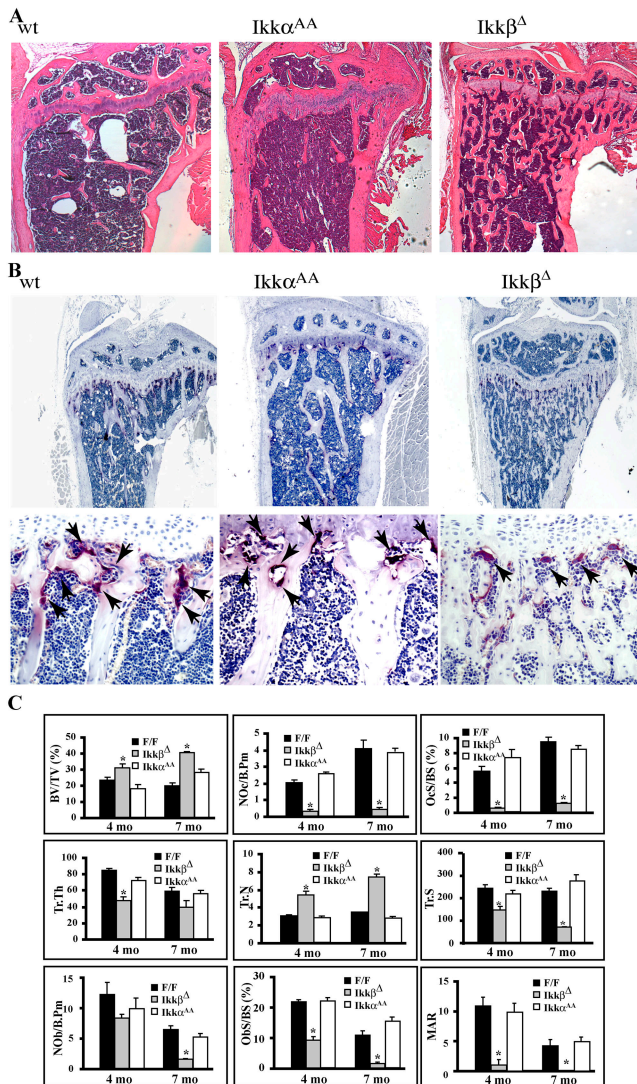 A
wt Ikkα^AA Ikkβ^Δ
B
wt Ikkα^AA Ikkβ^Δ
C
BV/TV (%)
50
40
30
20
10
0
F/F
Ikkβ^Δ
Ikkα^AA
* *
4 mo 7 mo
NOc/B.Pm
5
4
3
2
1
0
F/F
Ikkβ^Δ
Ikkα^AA
* *
4 mo 7 mo
OcS/BS (%)
10
8
6
4
2
0
F/F
Ikkβ^Δ
Ikkα^AA
* *
4 mo 7 mo
Tr.Th
100
80
60
40
20
0
F/F
Ikkβ^Δ
Ikkα^AA
*
4 mo 7 mo
Tr.N
8
6
4
2
0
F/F
Ikkβ^Δ
Ikkα^AA
* *
4 mo 7 mo
Tr.S
400
300
200
100
0
F/F
Ikkβ^Δ
Ikkα^AA
* *
4 mo 7 mo
NOb/B.Pm
15
10
5
0
F/F
Ikkβ^Δ
Ikkα^AA
*
4 mo 7 mo
ObS/BS (%)
30
20
10
0
F/F
Ikkβ^Δ
Ikkα^AA
* *
4 mo 7 mo
MAR
15
10
5
0
F/F
Ikkβ^Δ
Ikkα^AA
* *
4 mo 7 mo